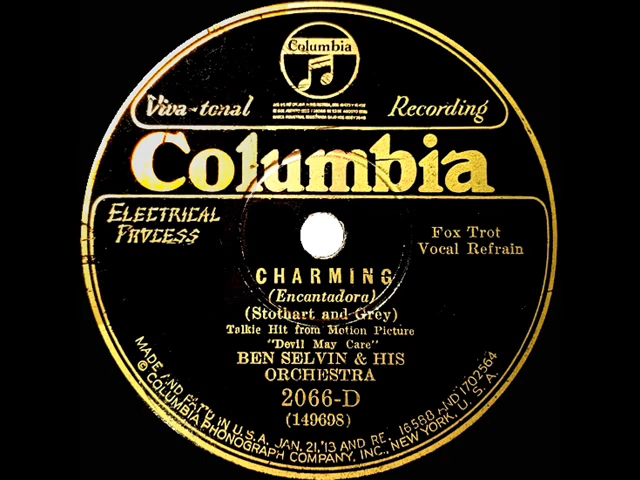 Columbia
Viva-tonal Recording
Columbia
ELECTRICAL
PROCESS
Fox Trot
Vocal Refrain
CHARMING
(Encantadora)
(Stothart and Grey)
Talkie Hit from Motion Picture
"Devil May Care"
BEN SELVIN & HIS
ORCHESTRA
2066-D
(149698)
MADE AND PAT'D IN U.S.A. JAN. 21,'13 AND RE. 16588 AND 1702564
© COLUMBIA PHONOGRAPH COMPANY, INC., NEW YORK, U.S.A.